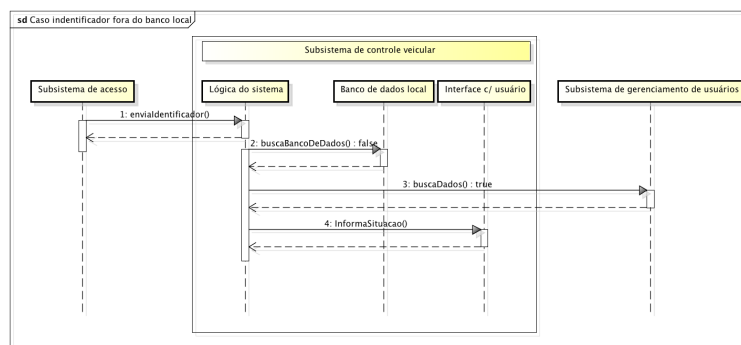 sd Caso indentificador fora do banco local
Subsistema de controle veicular
Subsistema de acesso
Lógica do sistema
Banco de dados local
Interface c/ usuário
Subsistema de gerenciamento de usuários
1: enviaIdentificador()
2: buscaBancoDeDados() : false
3: buscaDados() : true
4: InformaSituacao()